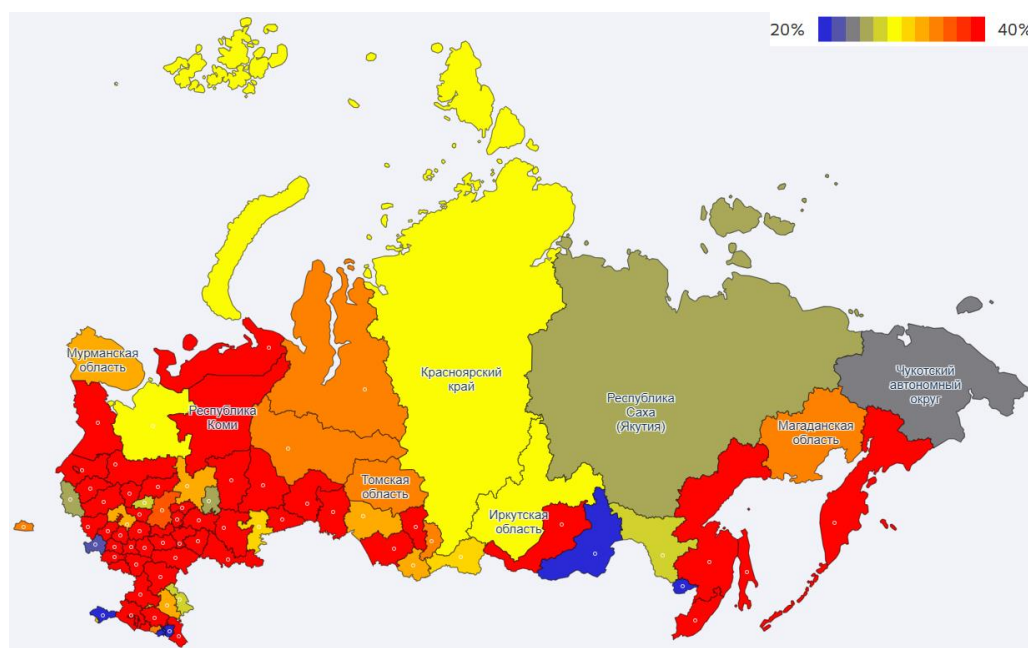 20%
40%
Мурманская
область
Республика
Коми
Красноярский
край
Томская
область
Иркутская
область
Республика
Саха
(Якутия)
Магаданская
область
Чукотский
автономный
округ